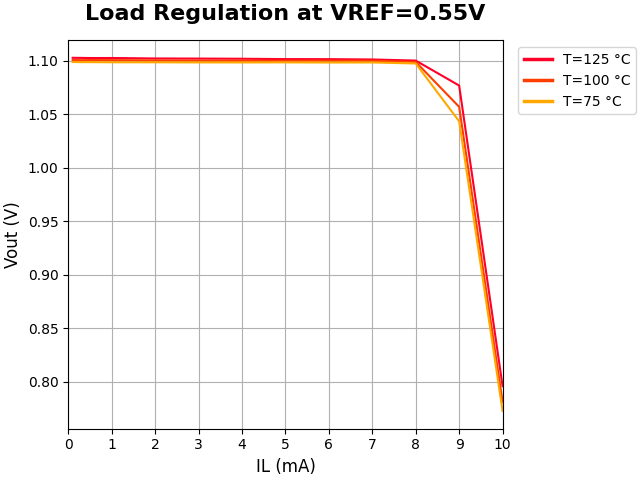 Load Regulation at VREF=0.55V
T=125 °C
T=100 °C
T=75 °C
Vout (V)
1.10
1.05
1.00
0.95
0.90
0.85
0.80
0 1 2 3 4 5 6 7 8 9 10
IL (mA)